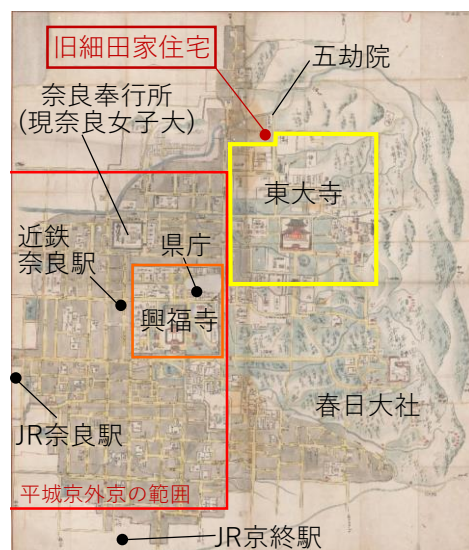 旧細田家住宅
五劫院
奈良奉行所
(現奈良女子大)
東大寺
近鉄
奈良駅
県庁
興福寺
春日大社
JR奈良駅
平城京外京の範囲
JR京終駅